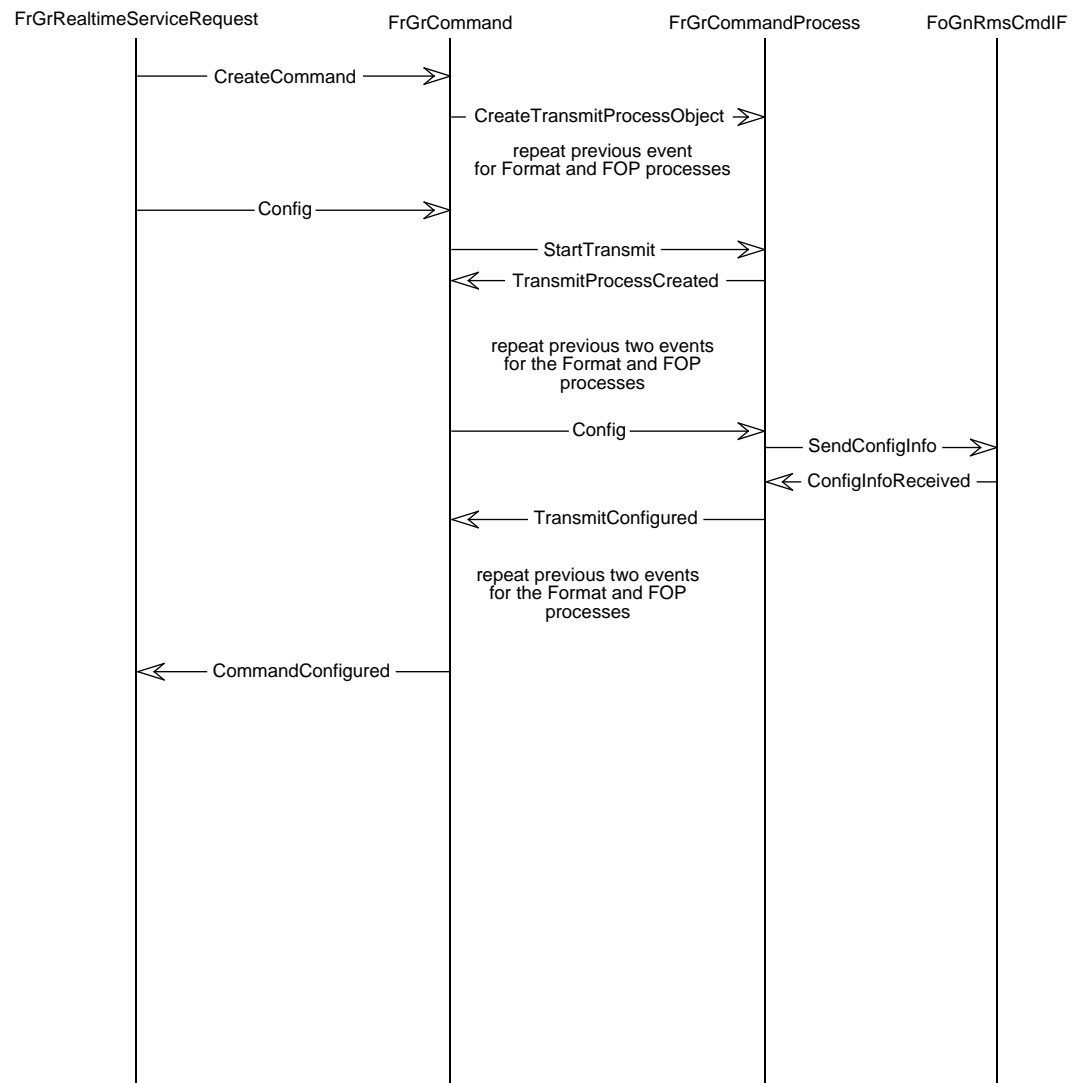 FrGrRealtimeServiceRequest
FrGrCommand
FrGrCommandProcess
FoGnRmsCmdIF
CreateCommand
CreateTransmitProcessObject
repeat previous event
for Format and FOP processes
Config
StartTransmit
TransmitProcessCreated
repeat previous two events
for the Format and FOP
processes
Config
SendConfigInfo
ConfigInfoReceived
TransmitConfigured
repeat previous two events
for the Format and FOP
processes
CommandConfigured